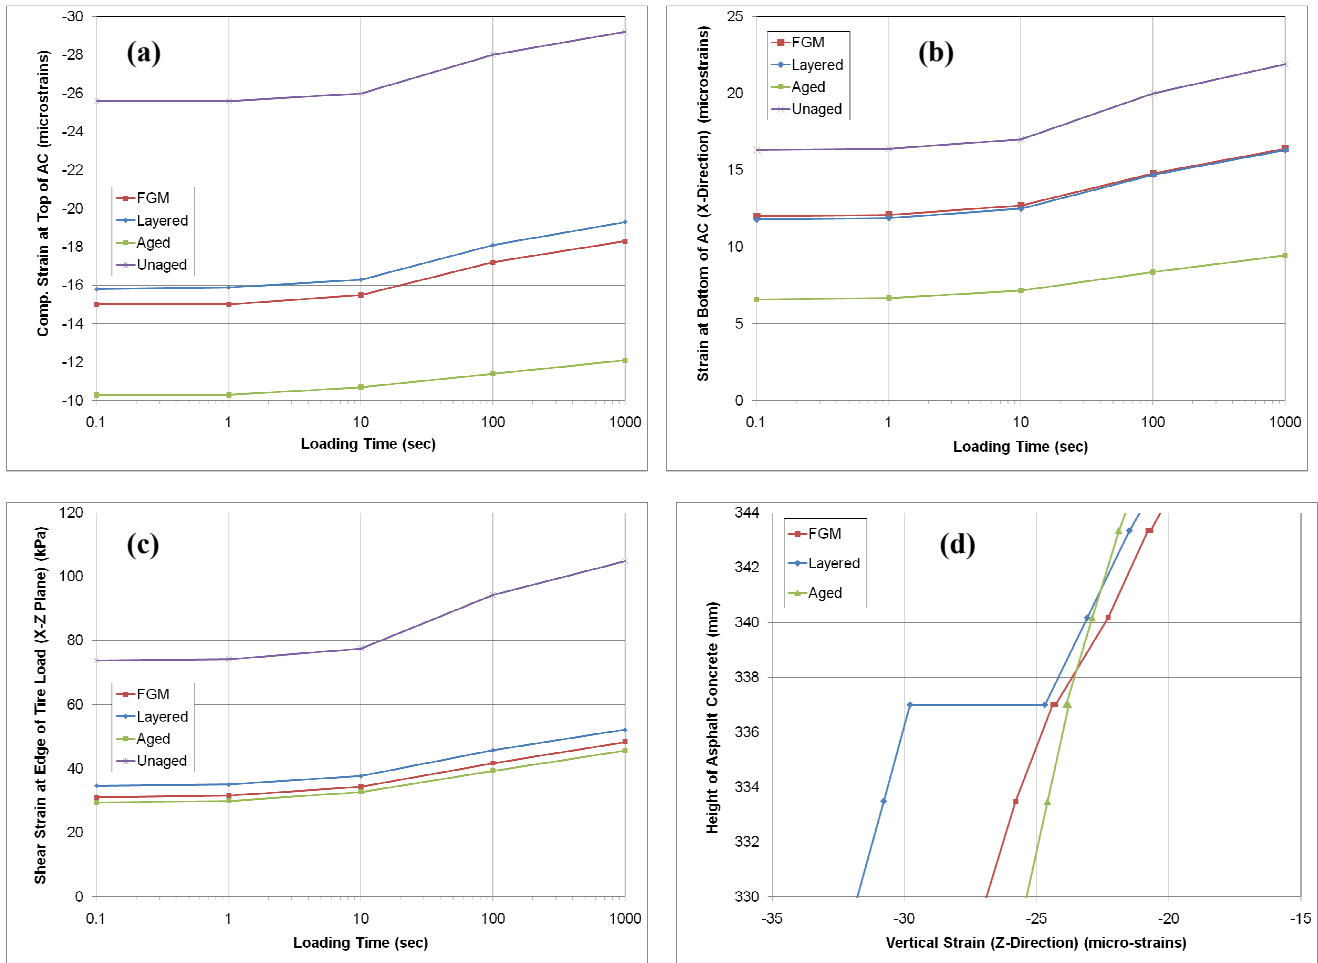 (a)
Comp. Strain at Top of AC (microstrains)
-30
-28
-26
-24
-22
-20
-18
-16
-14
-12
-10
FGM
Layered
Aged
Unaged
0.1
1
10
100
1000
Loading Time (sec)
(b)
Strain at Bottom of AC (X-Direction) (microstrains)
25
20
15
10
5
0
FGM
Layered
Aged
Unaged
0.1
1
10
100
1000
Loading Time (sec)
(c)
Shear Strain at Edge of Tire Load (X-Z Plane) (kPa)
120
100
80
60
40
20
0
FGM
Layered
Aged
Unaged
0.1
1
10
100
1000
Loading Time (sec)
(d)
Height of Asphalt Concrete (mm)
344
342
340
338
336
334
332
330
FGM
Layered
Aged
-35
-30
-25
-20
-15
Vertical Strain (Z-Direction) (micro-strains)